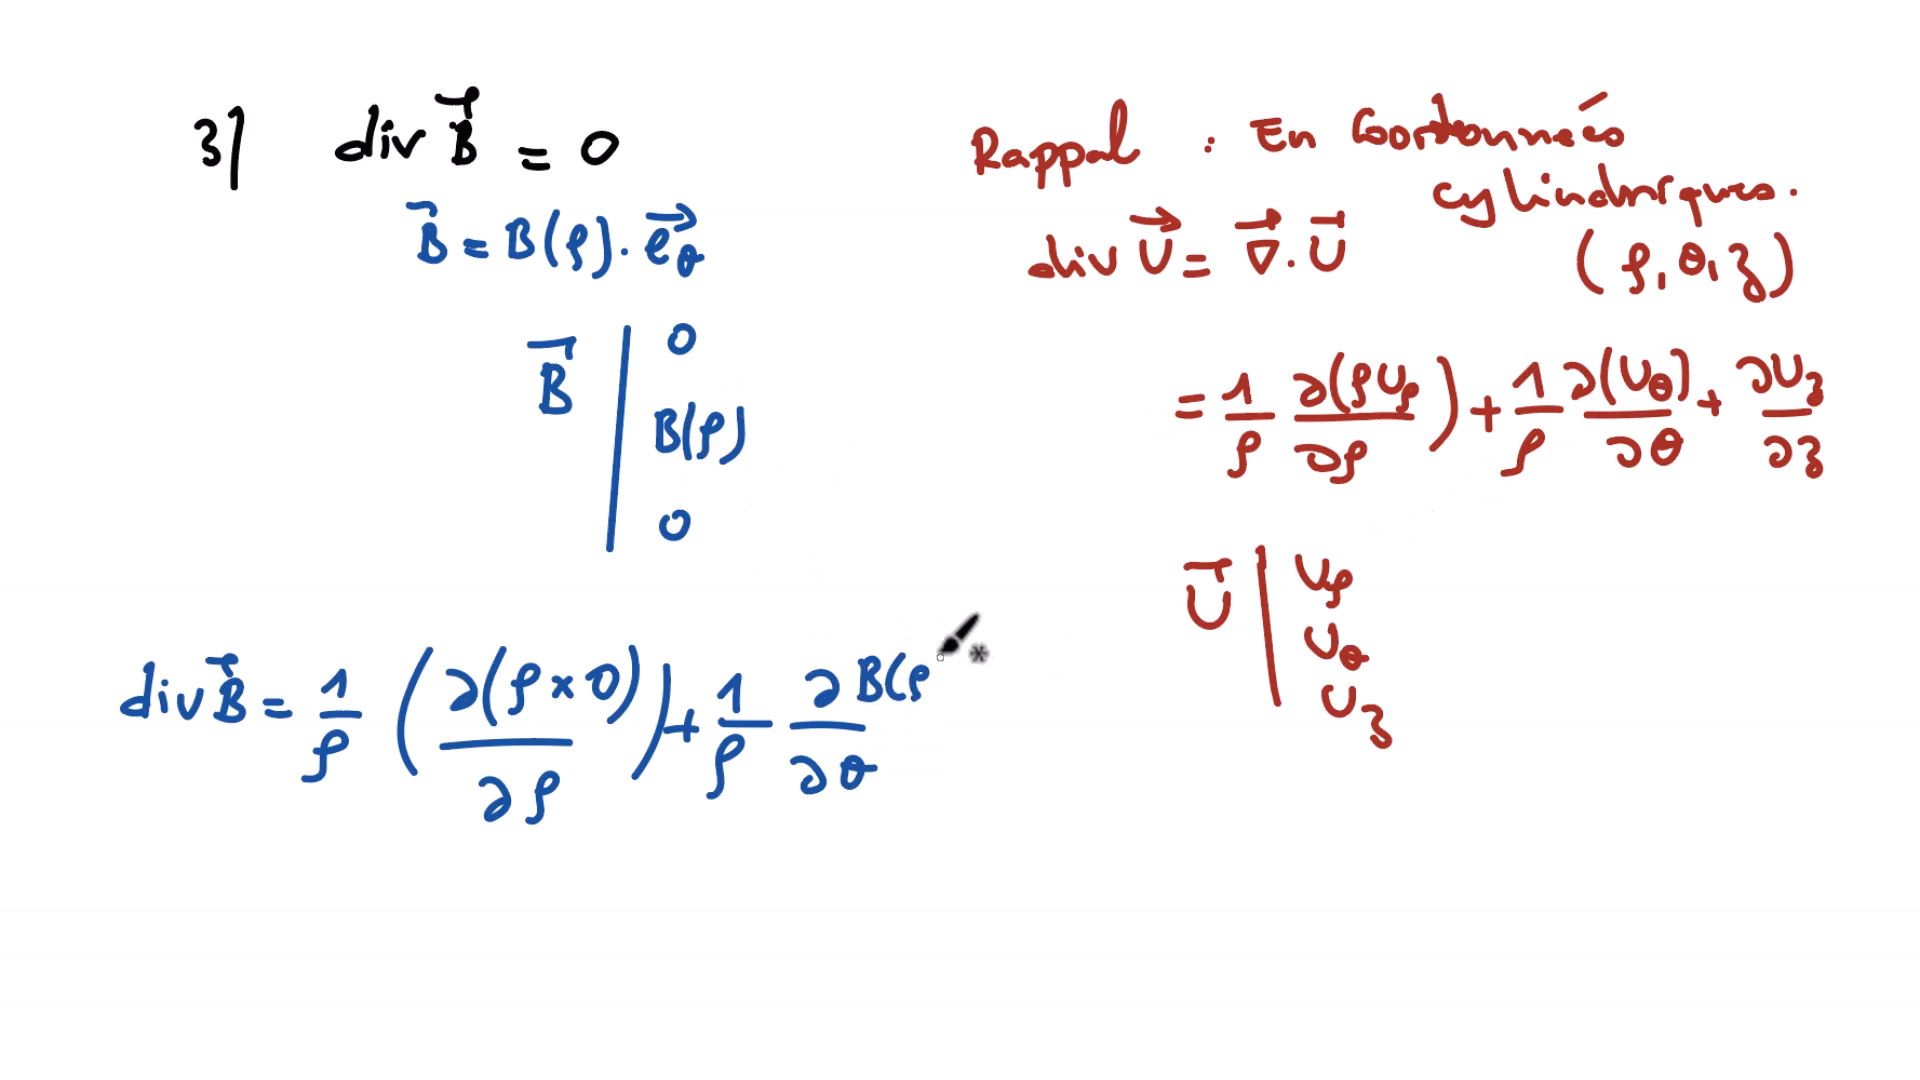 3) div B⃗ = 0
B⃗ = B(ρ). e⃗θ
B⃗ | 0
B(ρ)
0
div B⃗ = 1/ρ (∂(ρ×0)/∂ρ) + 1/ρ ∂B(ρ/∂θ
Rappal : En Coordonnées
cylindriques.
div U⃗ = ∇⃗. U⃗ (ρ,θ,z)
= 1/ρ ∂(ρUρ)/∂ρ + 1/ρ ∂(Uθ)/∂θ + ∂Uz/∂z
U⃗ | Uρ
Uθ
Uz